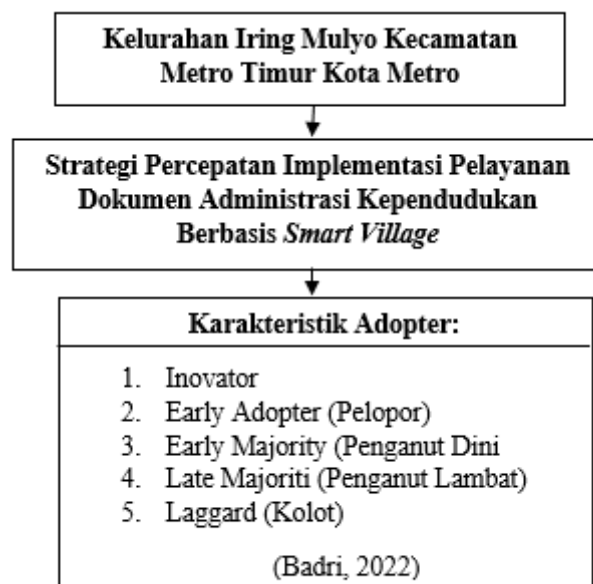 Kelurahan Iring Mulyo Kecamatan
Metro Timur Kota Metro
Strategi Percepatan Implementasi Pelayanan
Dokumen Administrasi Kependudukan
Berbasis Smart Village
Karakteristik Adopter:
1. Inovator
2. Early Adopter (Pelopor)
3. Early Majority (Penganut Dini
4. Late Majoriti (Penganut Lambat)
5. Laggard (Kolot)
(Badri, 2022)